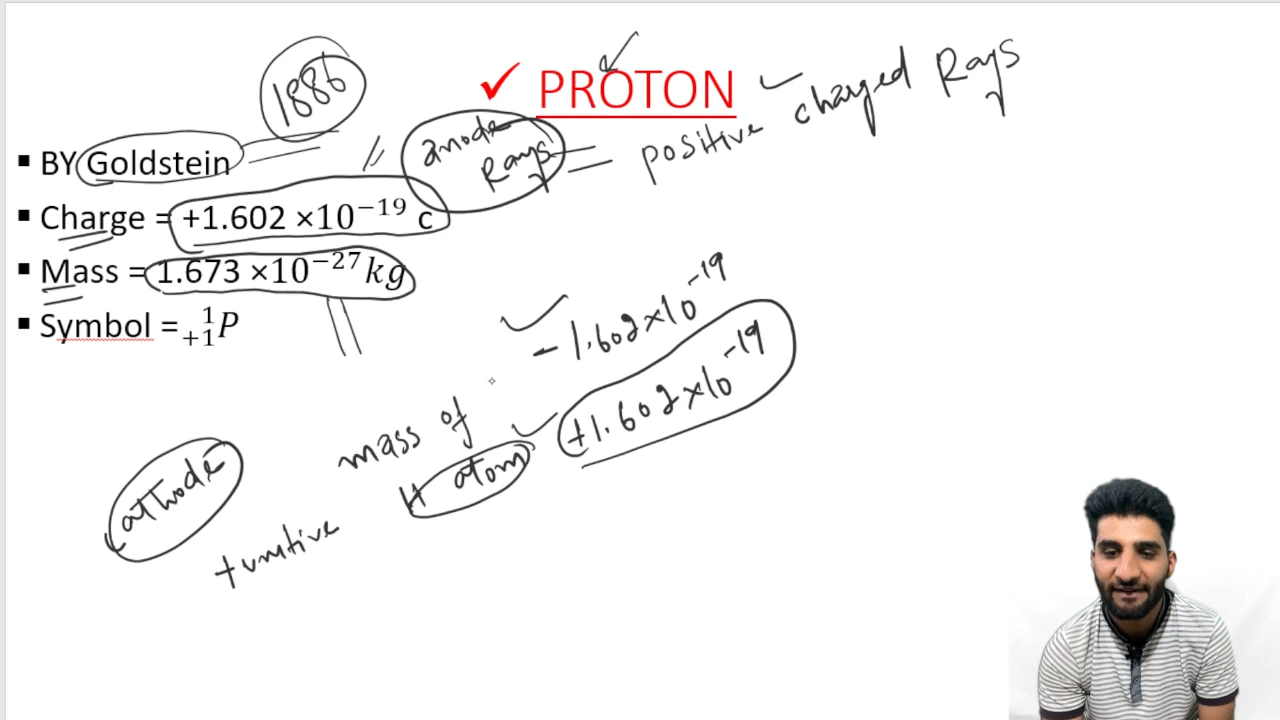 1886
✓ PROTON
▪ BY Goldstein
anode
Rays
= positive charged Rays
▪ Charge = +1.602 ×10⁻¹⁹ c
▪ Mass = 1.673 ×10⁻²⁷ kg
▪ Symbol = ₊₁¹P
– 1.602×10⁻¹⁹
+1.602×10⁻¹⁹
mass of
H atom
cathode